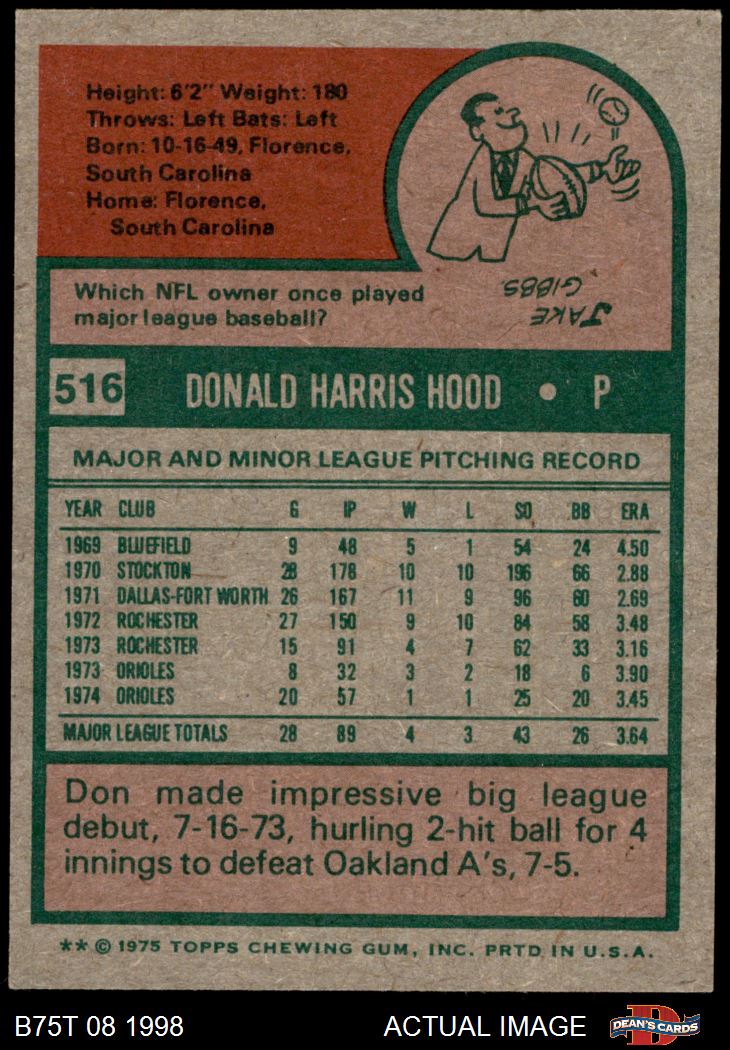 Height: 6'2" Weight: 180
Throws: Left Bats: Left
Born: 10-16-49, Florence,
South Carolina
Home: Florence,
South Carolina
Which NFL owner once played
major league baseball?
JAKE
GIBBS.
516 DONALD HARRIS HOOD • P
MAJOR AND MINOR LEAGUE PITCHING RECORD
YEAR CLUB G IP W L SO BB ERA
1969 BLUEFIELD 9 48 5 1 54 24 4.50
1970 STOCKTON 28 178 10 10 196 66 2.88
1971 DALLAS-FORT WORTH 26 167 11 9 96 60 2.69
1972 ROCHESTER 27 150 9 10 84 58 3.48
1973 ROCHESTER 15 91 4 7 62 33 3.16
1973 ORIOLES 8 32 3 2 18 6 3.90
1974 ORIOLES 20 57 1 1 25 20 3.45
MAJOR LEAGUE TOTALS 28 89 4 3 43 26 3.64
Don made impressive big league
debut, 7-16-73, hurling 2-hit ball for 4
innings to defeat Oakland A's, 7-5.
** © 1975 TOPPS CHEWING GUM, INC. PRTD. IN U.S.A.
B75T 08 1998 ACTUAL IMAGE D DEAN'S CARDS